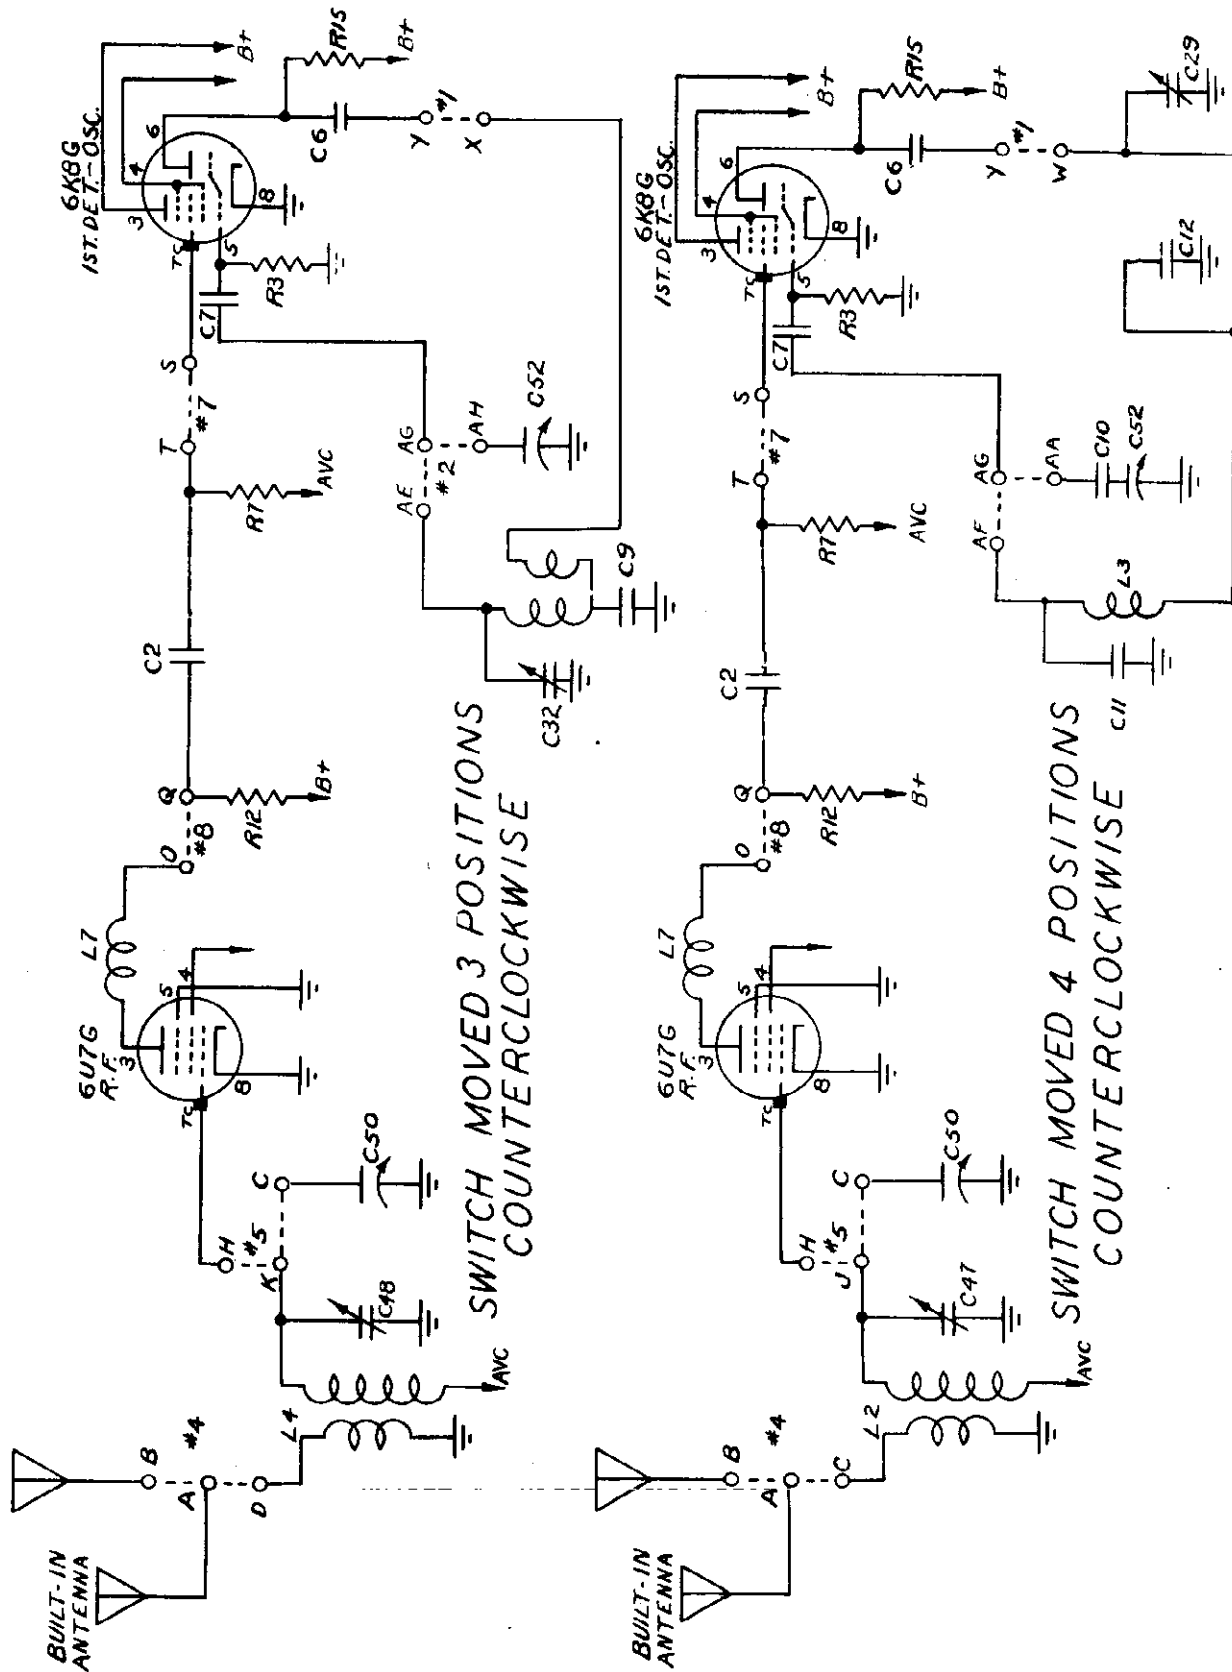 BUILT-IN
ANTENNA
B
A
#4
D
L4
AVC
C48
K
#5
H
C
C50
6U7G
R.F.
3
TC
8
5
4
L7
O
#8
Q
R12
B+
C2
T
#7
S
R7
AVC
6K8G
1ST. DET.-OSC.
3
4
6
TC
5
8
C7
R3
B+
R15
B+
C6
Y
#1
X
AE
AG
#2
AH
C52
C9
C32
SWITCH MOVED 3 POSITIONS
COUNTERCLOCKWISE
BUILT-IN
ANTENNA
B
A
#4
C
L2
AVC
C47
J
#5
H
C
C50
6U7G
R.F.
3
TC
8
5
4
L7
O
#8
Q
R12
B+
C2
T
#7
S
R7
AVC
6K8G
1ST. DET.-OSC.
3
4
6
TC
5
8
C7
R3
B+
R15
B+
C6
Y
#1
W
C29
C12
AF
AG
AA
C10
C52
L3
C11
SWITCH MOVED 4 POSITIONS
COUNTERCLOCKWISE